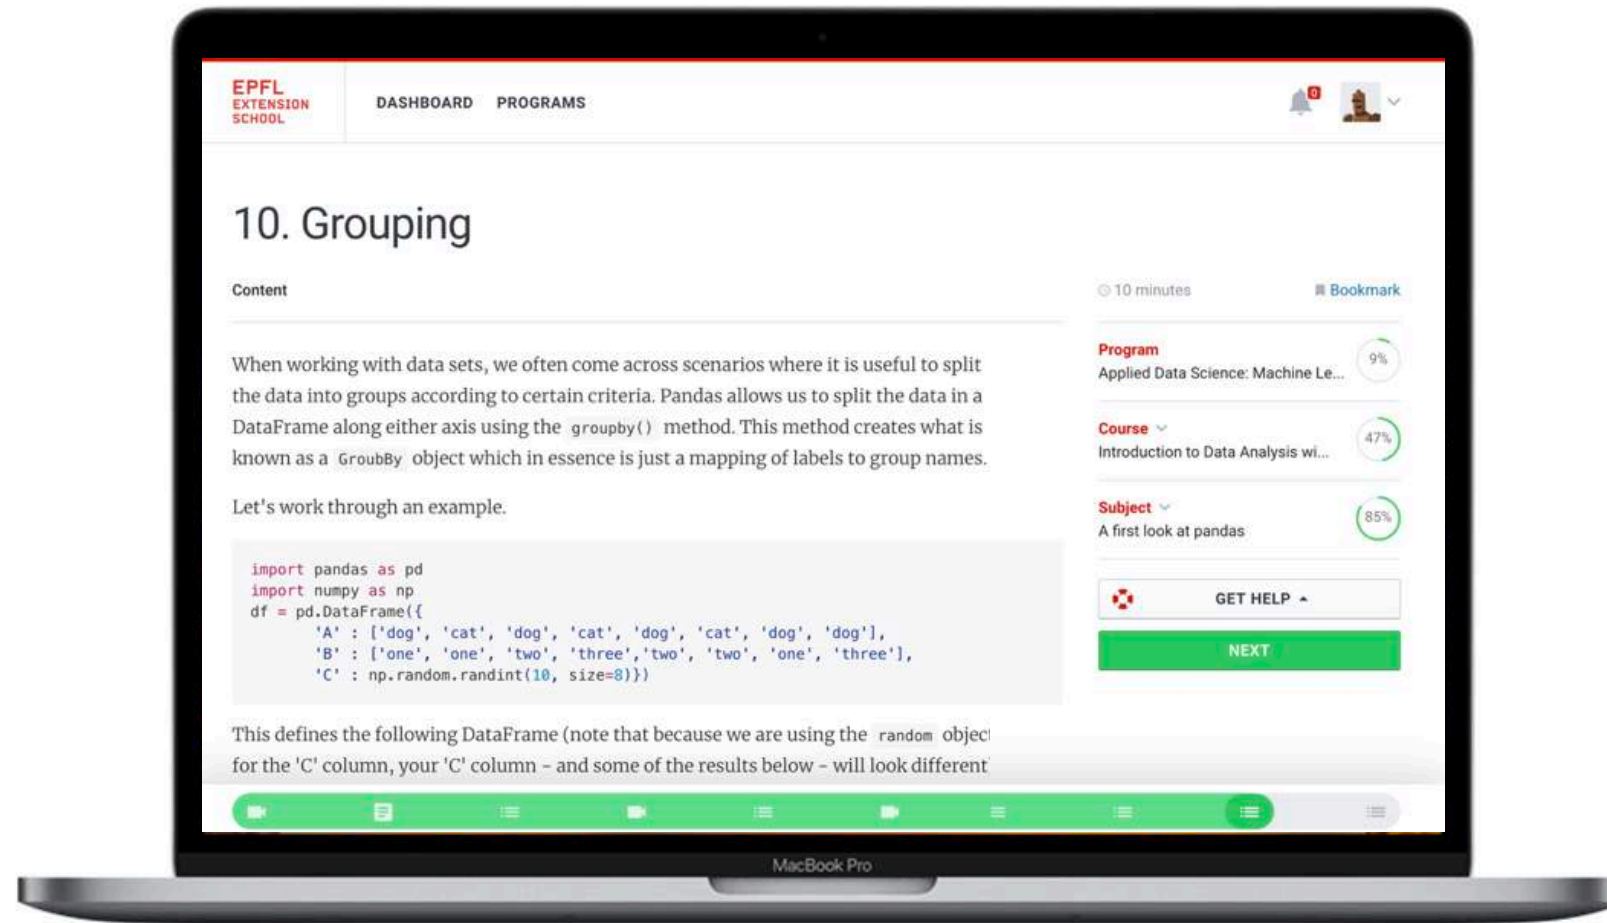 EPFL
EXTENSION
SCHOOL
DASHBOARD PROGRAMS
0
10. Grouping
Content
10 minutes
Bookmark
When working with data sets, we often come across scenarios where it is useful to split
the data into groups according to certain criteria. Pandas allows us to split the data in a
DataFrame along either axis using the groupby() method. This method creates what is
known as a GroubBy object which in essence is just a mapping of labels to group names.
Let's work through an example.
import pandas as pd
import numpy as np
df = pd.DataFrame({
'A' : ['dog', 'cat', 'dog', 'cat', 'dog', 'cat', 'dog', 'dog'],
'B' : ['one', 'one', 'two', 'three','two', 'two', 'one', 'three'],
'C' : np.random.randint(10, size=8)})
This defines the following DataFrame (note that because we are using the random object
for the 'C' column, your 'C' column – and some of the results below – will look different
Program
Applied Data Science: Machine Le...
9%
Course
Introduction to Data Analysis wi...
47%
Subject
A first look at pandas
85%
GET HELP
NEXT
MacBook Pro